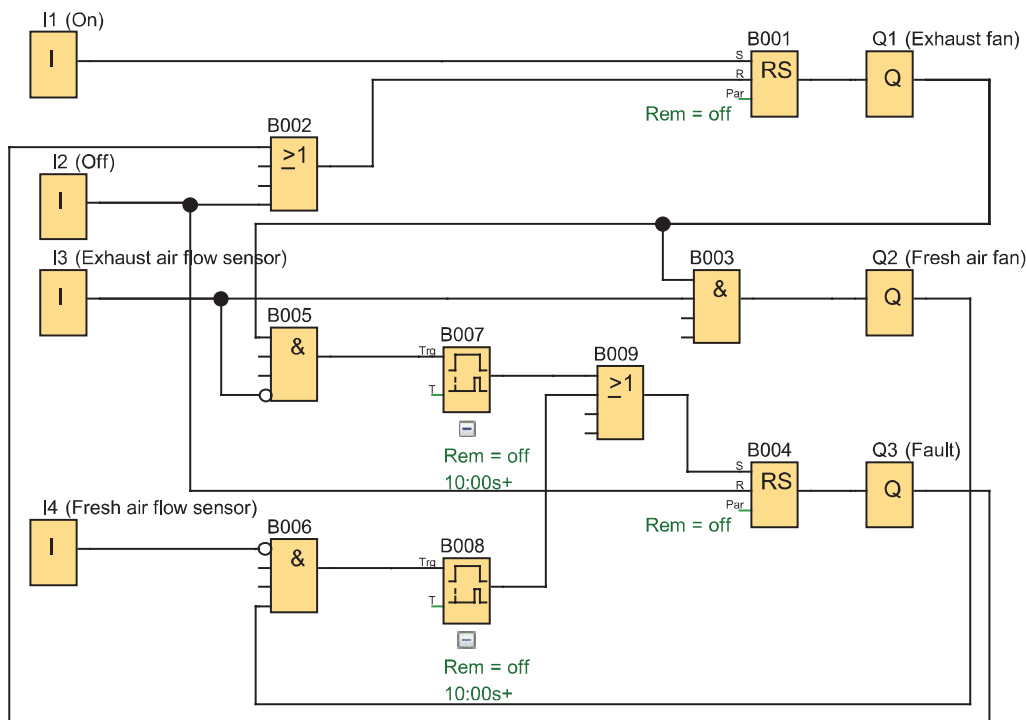 I1 (On)
I
B001
S
R
Par
RS
Rem = off
Q1 (Exhaust fan)
Q
B002
>1
I2 (Off)
I
I3 (Exhaust air flow sensor)
I
B003
&
Q2 (Fresh air fan)
Q
B005
&
B007
Trg
T
Rem = off
10:00s+
B009
>1
B004
S
R
Par
RS
Rem = off
Q3 (Fault)
Q
I4 (Fresh air flow sensor)
I
B006
&
B008
Trg
T
Rem = off
10:00s+